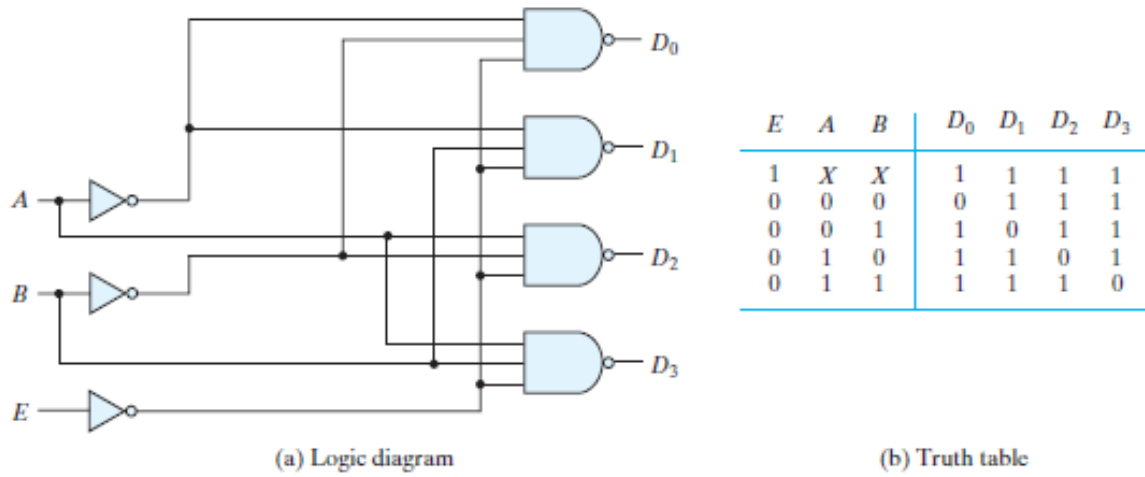 D₀
D₁
A
D₂
B
D₃
E
(a) Logic diagram
E A B D₀ D₁ D₂ D₃
1 X X 1 1 1 1
0 0 0 0 1 1 1
0 0 1 1 0 1 1
0 1 0 1 1 0 1
0 1 1 1 1 1 0
(b) Truth table